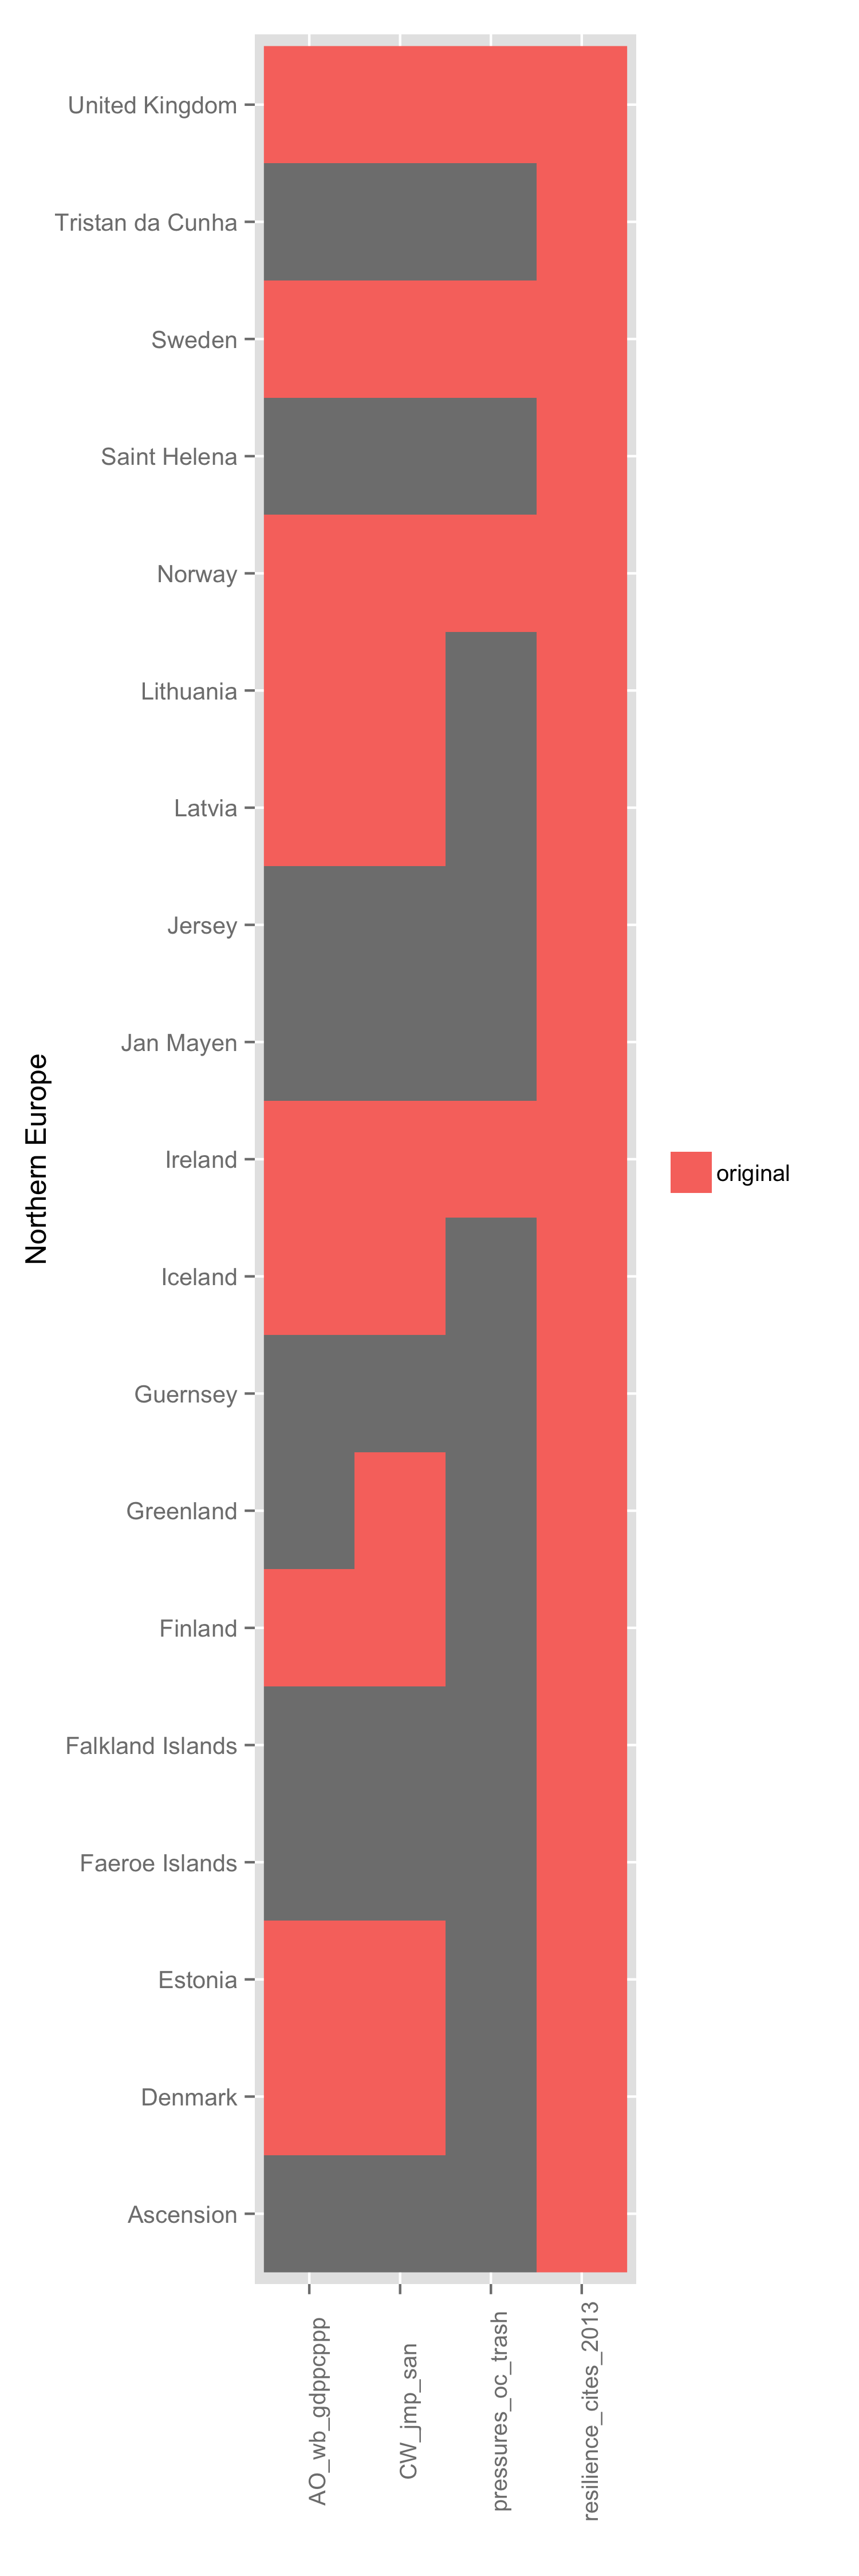 United Kingdom
Tristan da Cunha
Sweden
Saint Helena
Norway
Lithuania
Latvia
Jersey
Jan Mayen
Ireland
Iceland
Guernsey
Greenland
Finland
Falkland Islands
Faeroe Islands
Estonia
Denmark
Ascension
Northern Europe
original
AO_wb_gdppcppp
CW_jmp_san
pressures_oc_trash
resilience_cites_2013